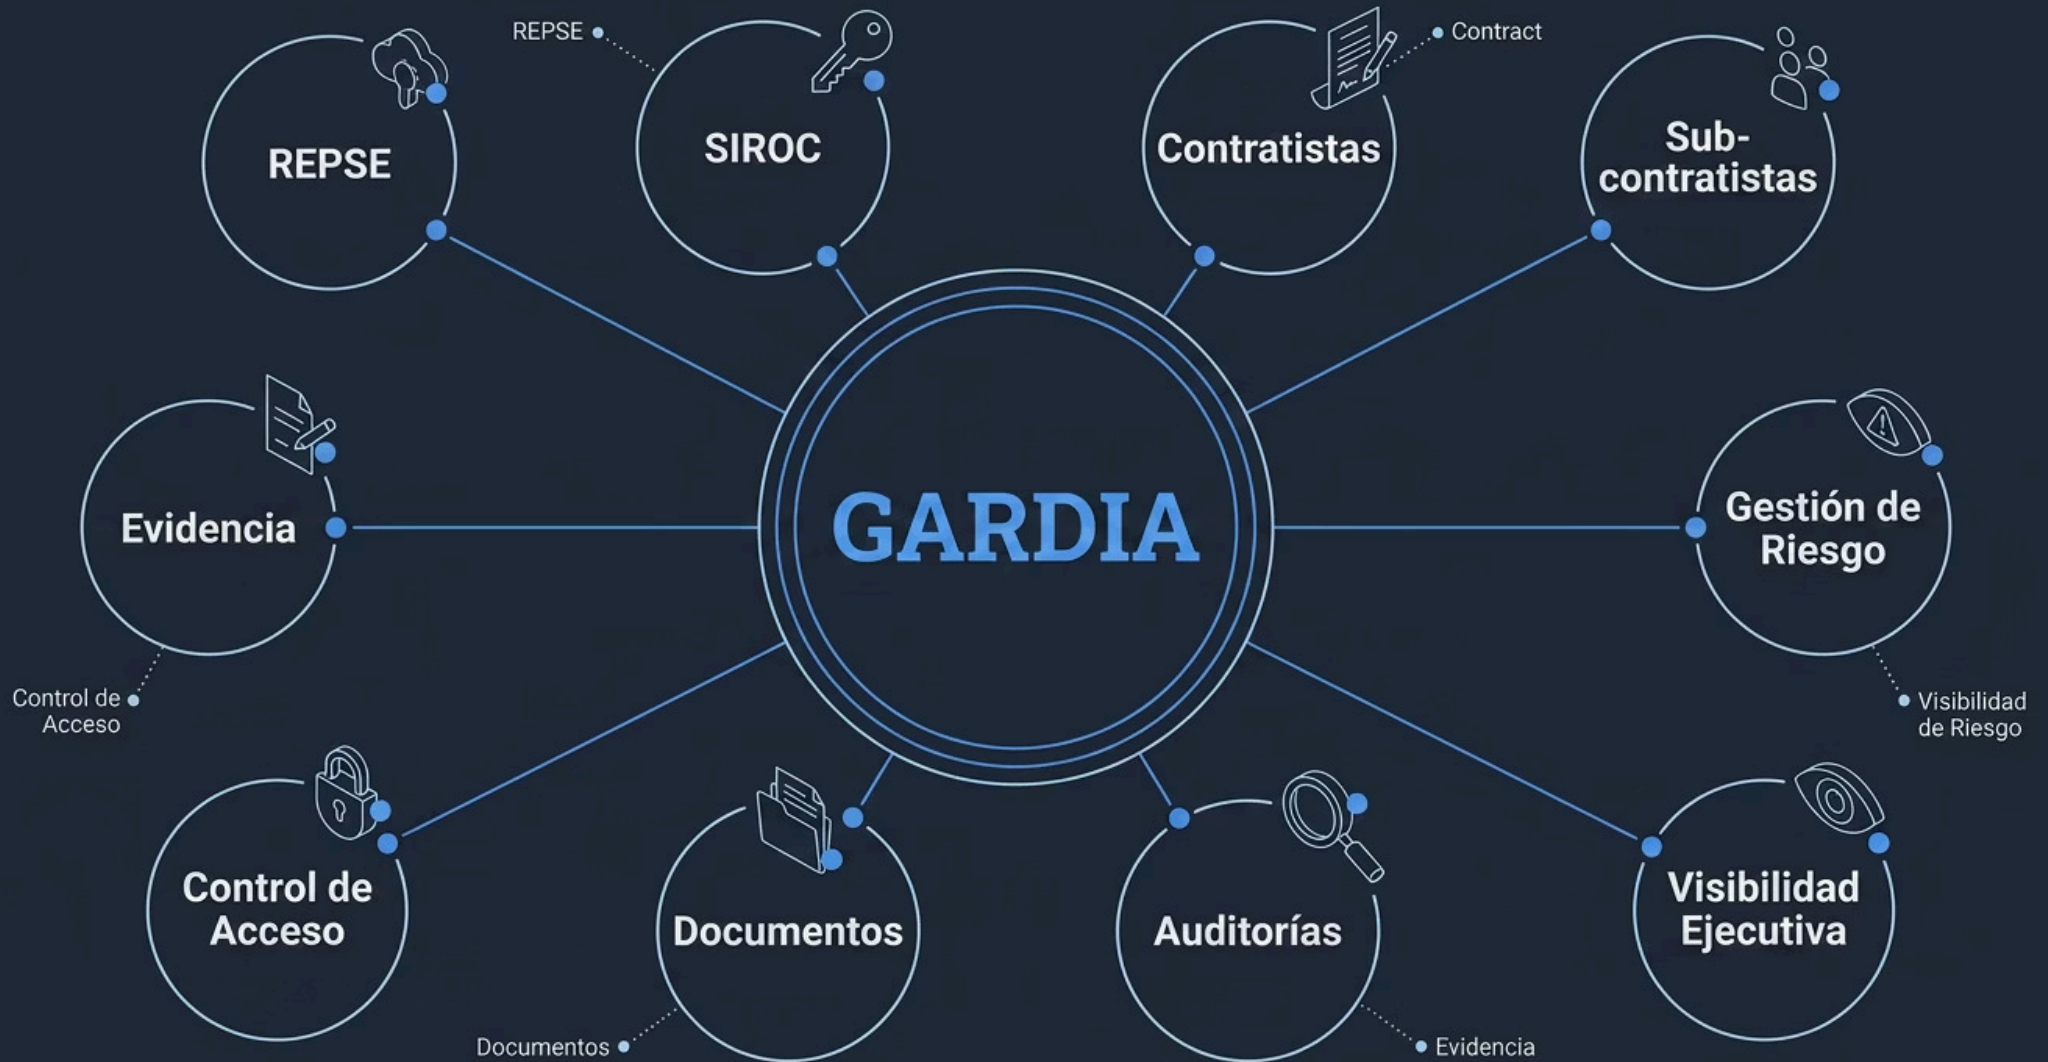 REPSE
REPSE
SIROC
Contract
Contratistas
Sub-
contratistas
Evidencia
GARDIA
Gestión de
Riesgo
Control de
Acceso
Visibilidad
de Riesgo
Control de
Acceso
Documentos
Auditorías
Visibilidad
Ejecutiva
Documentos
Evidencia